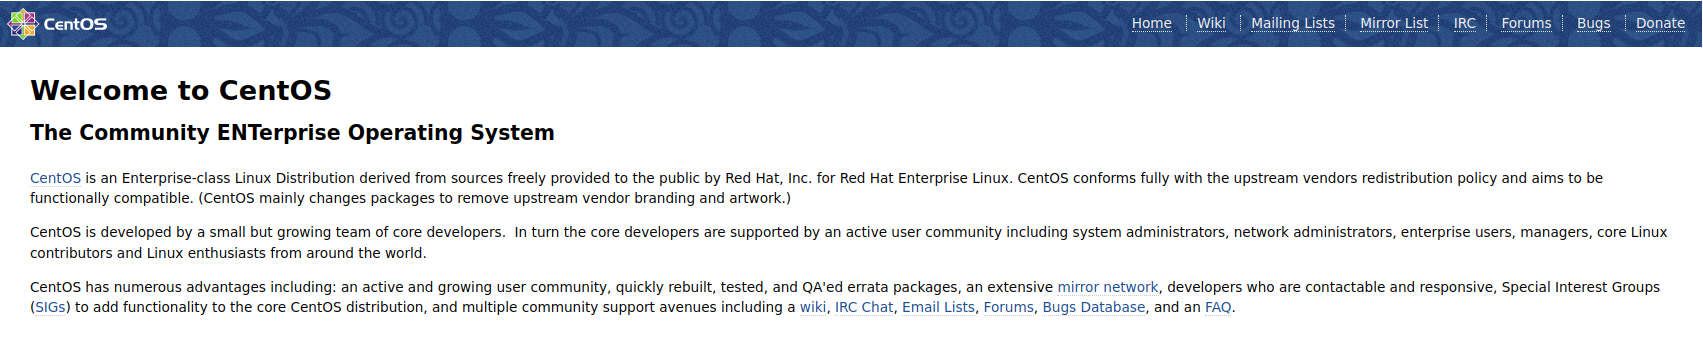 CentOS
Home Wiki Mailing Lists Mirror List IRC Forums Bugs Donate
Welcome to CentOS
The Community ENTerprise Operating System
CentOS is an Enterprise-class Linux Distribution derived from sources freely provided to the public by Red Hat, Inc. for Red Hat Enterprise Linux. CentOS conforms fully with the upstream vendors redistribution policy and aims to be
functionally compatible. (CentOS mainly changes packages to remove upstream vendor branding and artwork.)
CentOS is developed by a small but growing team of core developers.  In turn the core developers are supported by an active user community including system administrators, network administrators, enterprise users, managers, core Linux
contributors and Linux enthusiasts from around the world.
CentOS has numerous advantages including: an active and growing user community, quickly rebuilt, tested, and QA'ed errata packages, an extensive mirror network, developers who are contactable and responsive, Special Interest Groups
(SIGs) to add functionality to the core CentOS distribution, and multiple community support avenues including a wiki, IRC Chat, Email Lists, Forums, Bugs Database, and an FAQ.